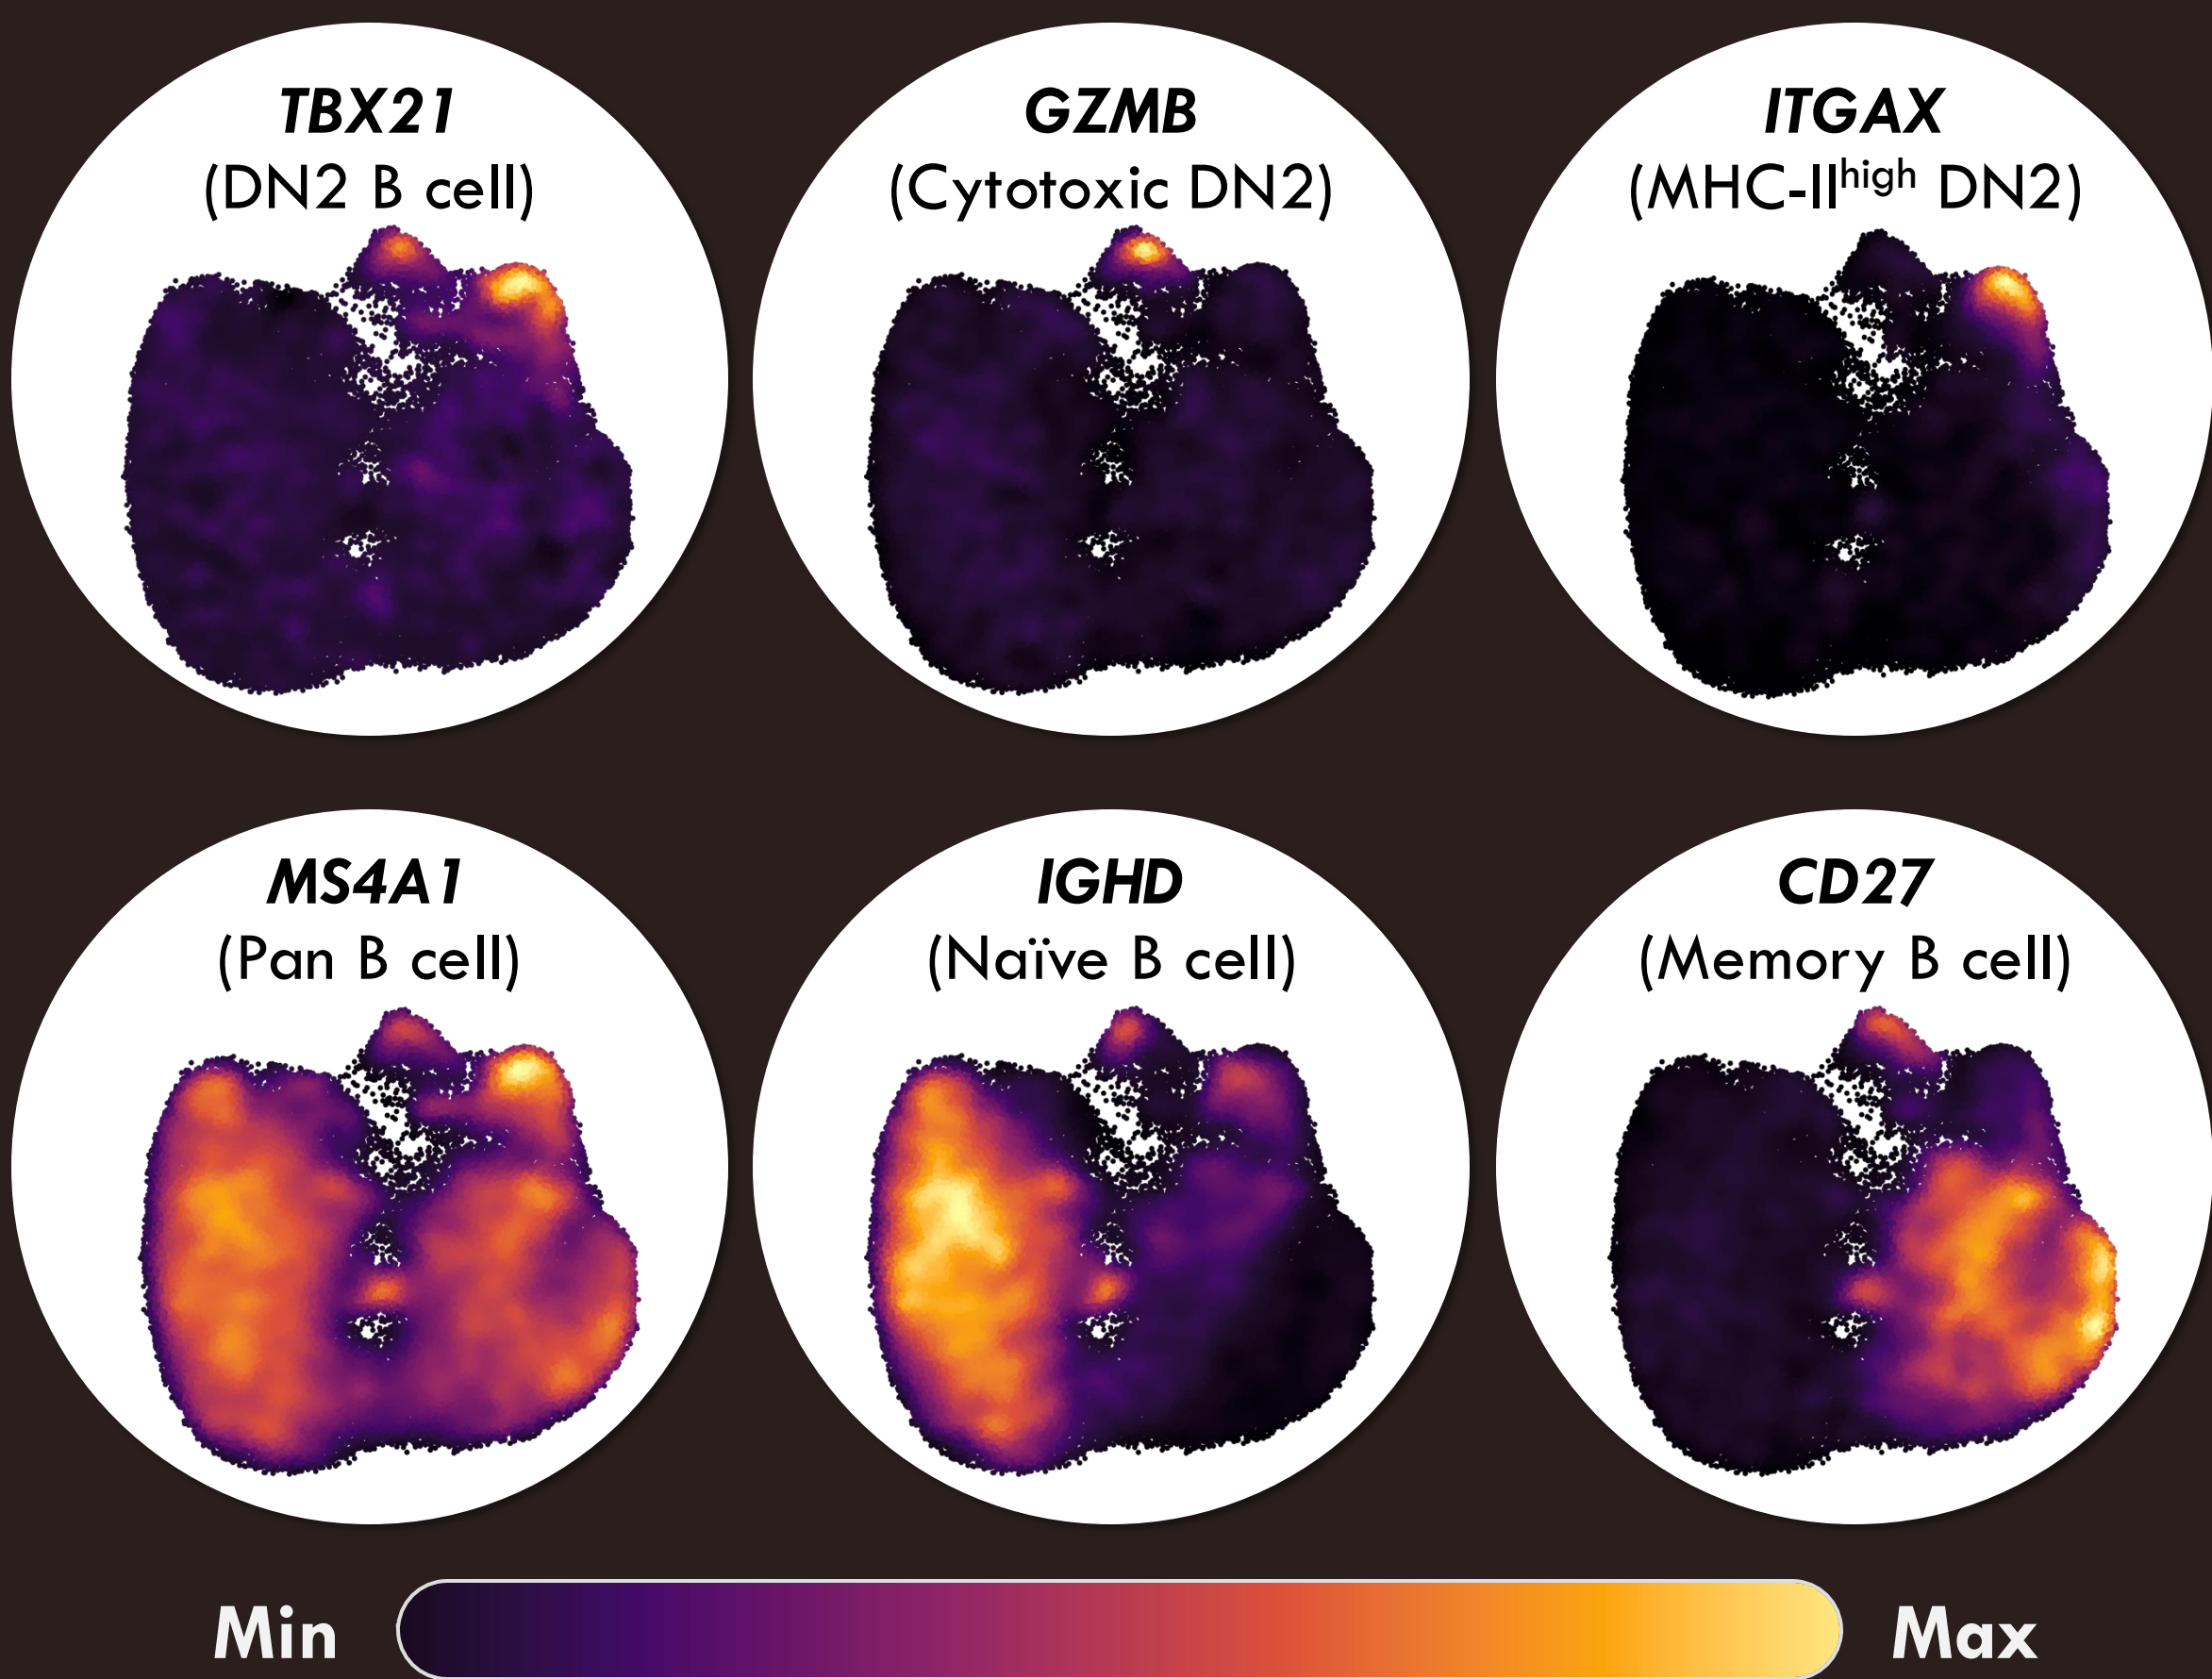 TBX21
(DN2 B cell)
GZMB
(Cytotoxic DN2)
ITGAX
(MHC-IIhigh DN2)
MS4A1
(Pan B cell)
IGHD
(Naïve B cell)
CD27
(Memory B cell)
Min
Max